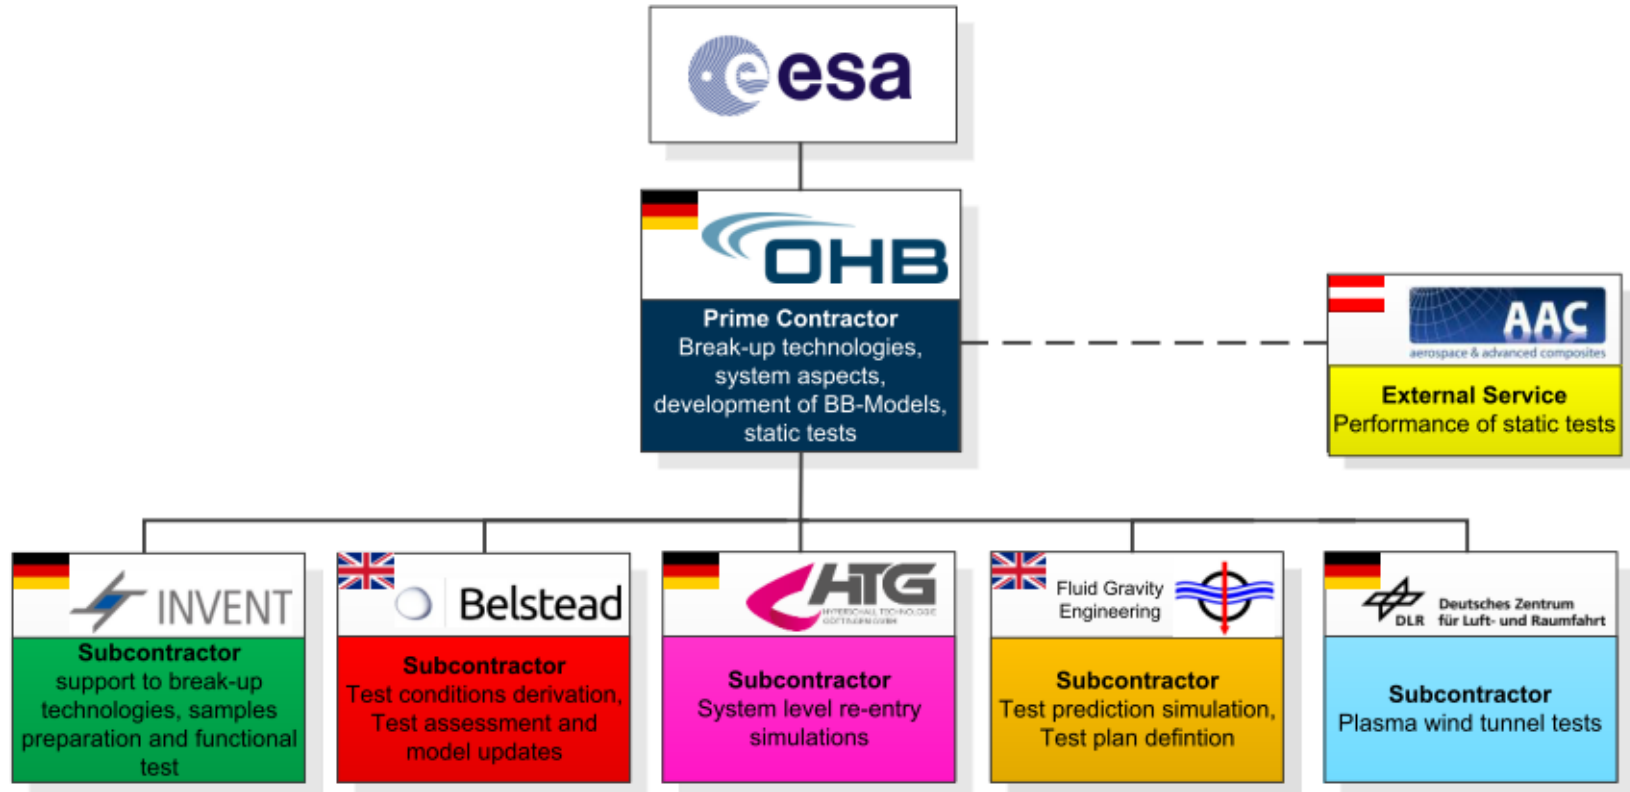 esa
OHB
Prime Contractor
Break-up technologies,
system aspects,
development of BB-Models,
static tests
AAC
aerospace & advanced composites
External Service
Performance of static tests
INVENT
Subcontractor
support to break-up
technologies, samples
preparation and functional
test
Belstead
Subcontractor
Test conditions derivation,
Test assessment and
model updates
HTG
HYPERSCHALL TECHNOLOGIE
GÖTTINGEN GMBH
Subcontractor
System level re-entry
simulations
Fluid Gravity
Engineering
Subcontractor
Test prediction simulation,
Test plan defintion
DLR
Deutsches Zentrum
für Luft- und Raumfahrt
Subcontractor
Plasma wind tunnel tests